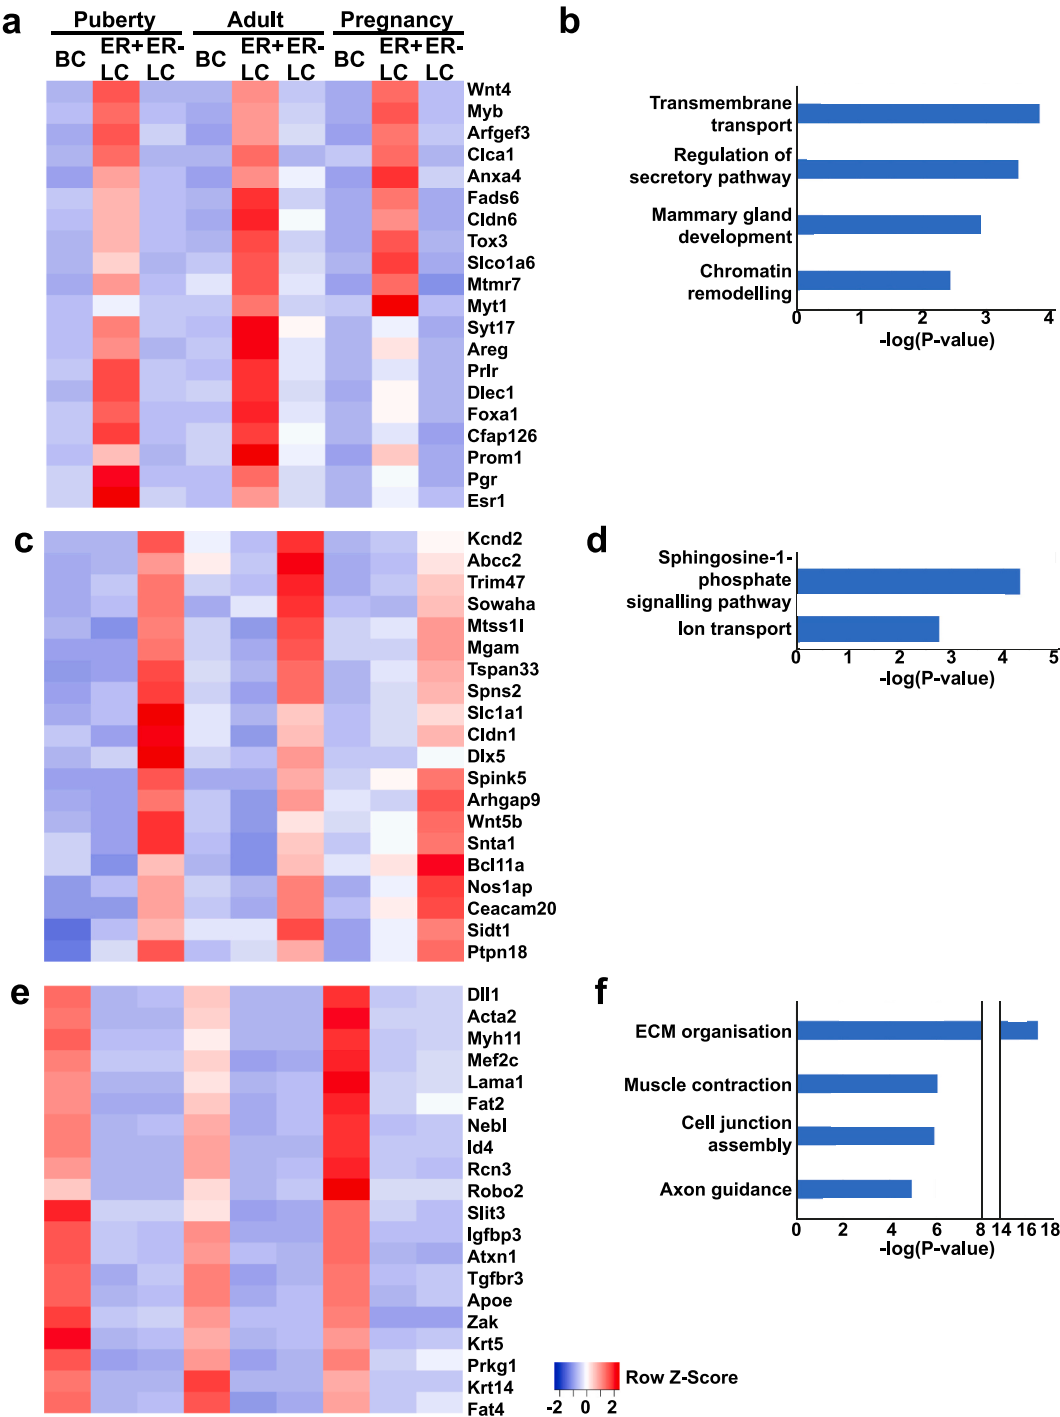 a
Puberty Adult Pregnancy
BC ER+ ER- BC ER+ ER- BC ER+ ER-
LC LC LC LC LC LC
Wnt4
Myb
Arfgef3
Clca1
Anxa4
Fads6
Cldn6
Tox3
Slco1a6
Mtmr7
Myt1
Syt17
Areg
Prlr
Dlec1
Foxa1
Cfap126
Prom1
Pgr
Esr1
b
Transmembrane
transport
Regulation of
secretory pathway
Mammary gland
development
Chromatin
remodelling
0 1 2 3 4
-log(P-value)
c
Kcnd2
Abcc2
Trim47
Sowaha
Mtss1l
Mgam
Tspan33
Spns2
Slc1a1
Cldn1
Dlx5
Spink5
Arhgap9
Wnt5b
Snta1
Bcl11a
Nos1ap
Ceacam20
Sidt1
Ptpn18
d
Sphingosine-1-
phosphate
signalling pathway
Ion transport
0 1 2 3 4 5
-log(P-value)
e
Dll1
Acta2
Myh11
Mef2c
Lama1
Fat2
Nebl
Id4
Rcn3
Robo2
Slit3
Igfbp3
Atxn1
Tgfbr3
Apoe
Zak
Krt5
Prkg1
Krt14
Fat4
f
ECM organisation
Muscle contraction
Cell junction
assembly
Axon guidance
0 2 4 6 8 14 16 18
-log(P-value)
Row Z-Score
-2 0 2